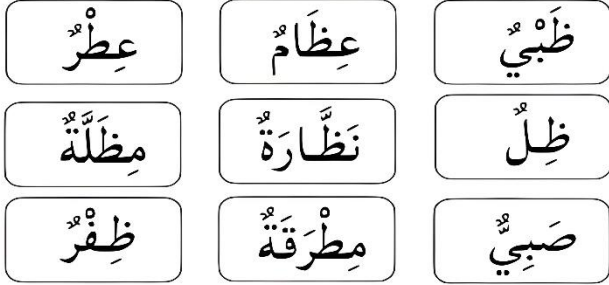 ظَبْيٌ عِظَامٌ عِطْرٌ
ظِلٌ نَظَّارَةٌ مِظَلَّةٌ
صَبِيٌّ مِطْرَقَةٌ ظِفْرٌ